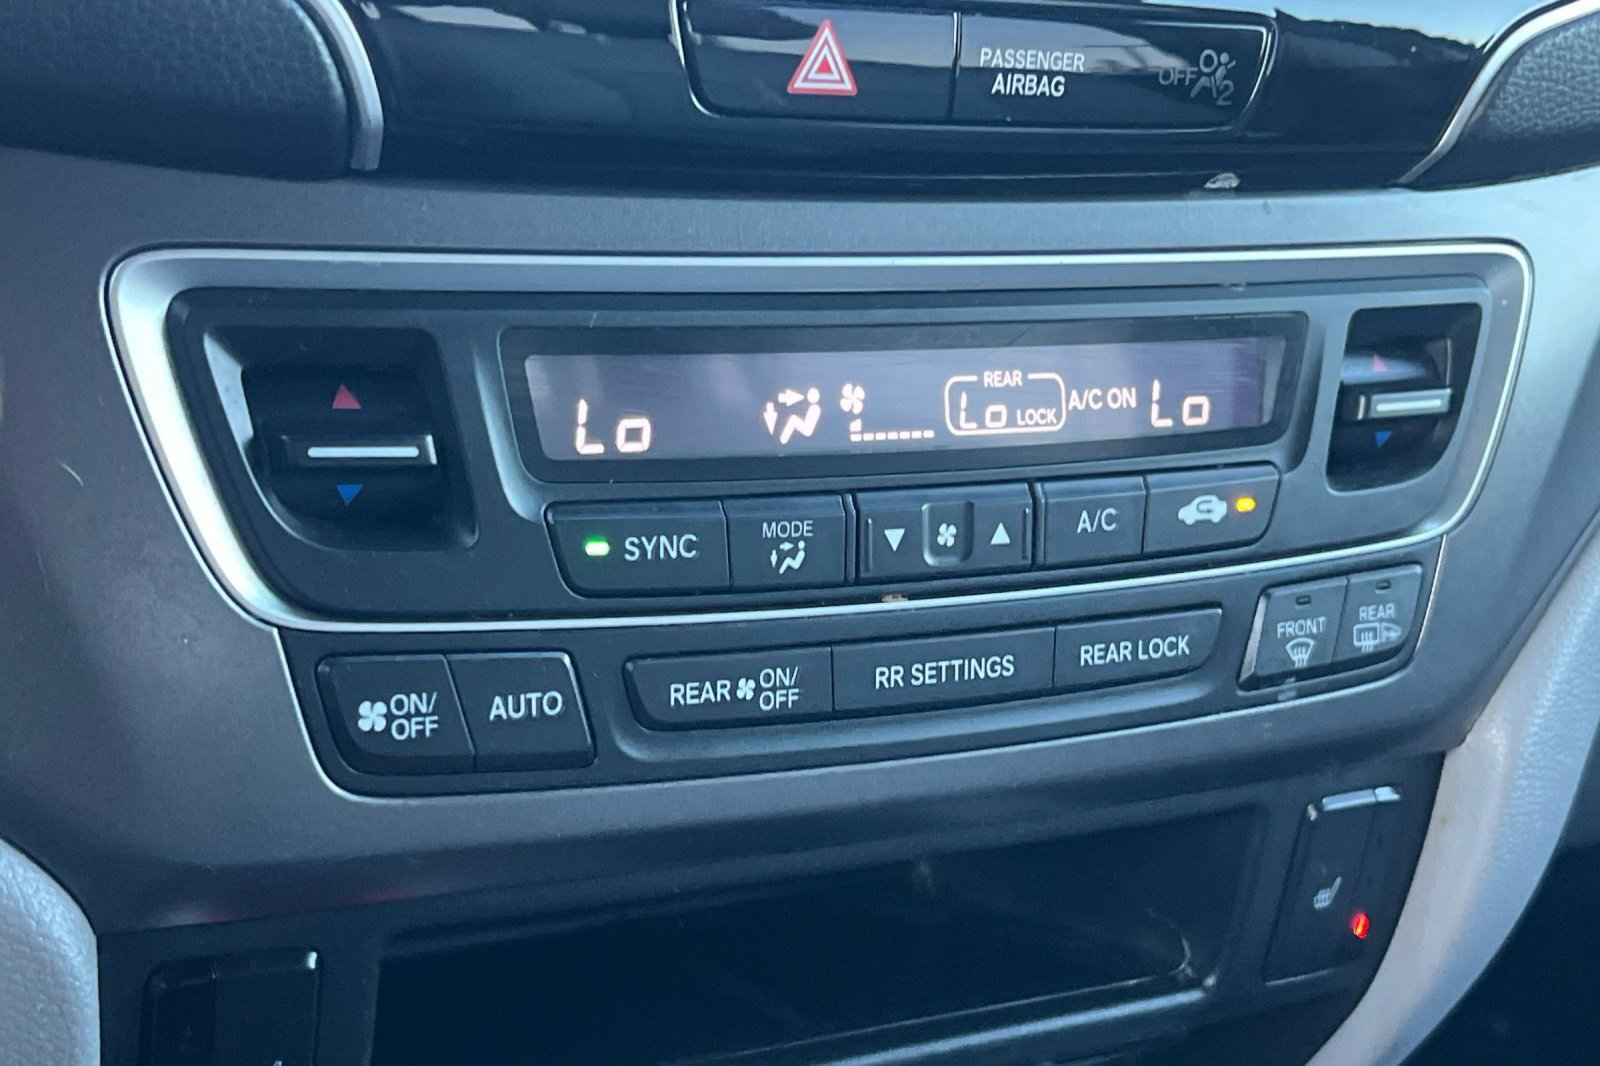 PASSENGER
AIRBAG
OFF
2
Lo
REAR
Lo LOCK
A/C ON
Lo
SYNC
MODE
A/C
ON/
OFF
AUTO
REAR ON/
OFF
RR SETTINGS
REAR LOCK
FRONT
REAR